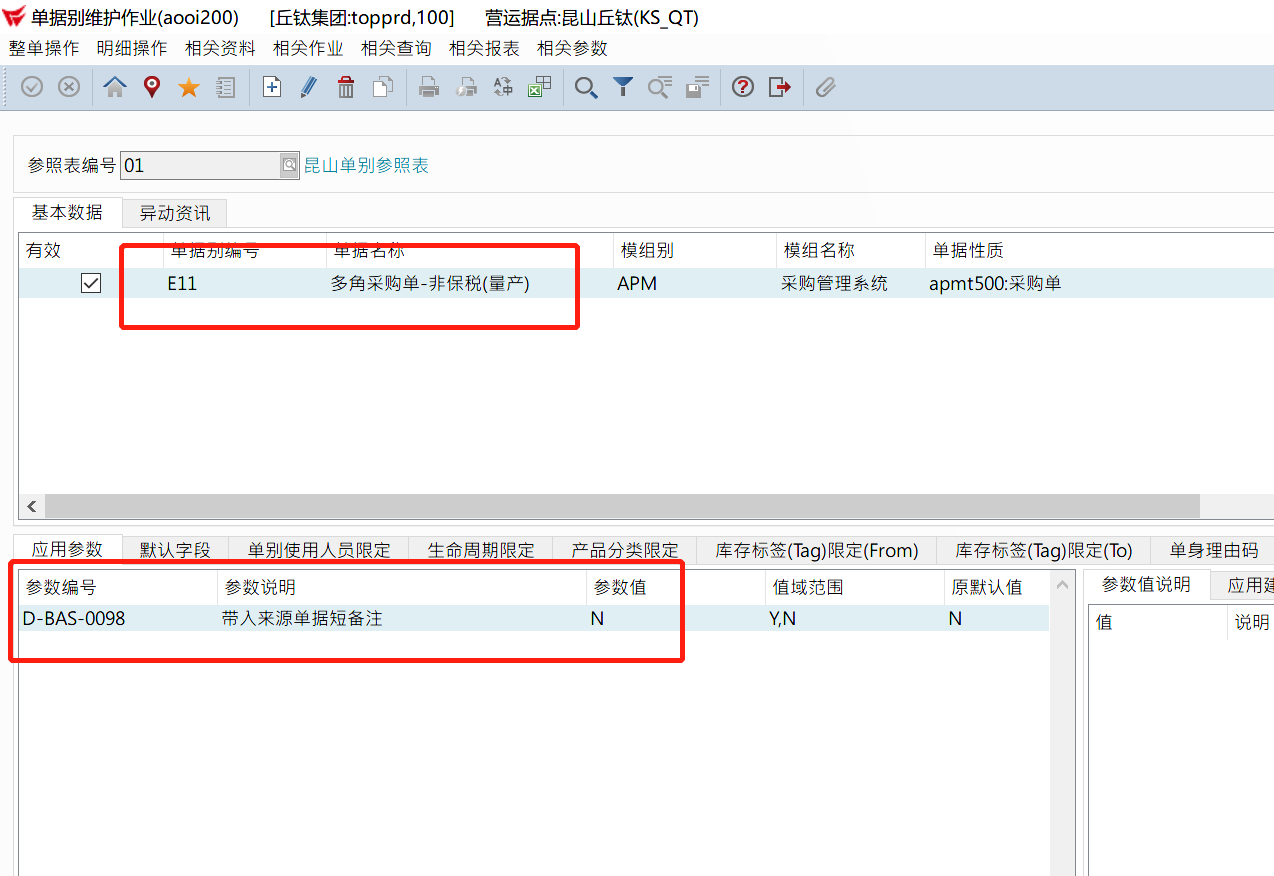 单据别维护作业(aooi200) [丘钛集团:topprd,100] 营运据点:昆山丘钛(KS_QT)
整单操作 明细操作 相关资料 相关作业 相关查询 相关报表 相关参数
参照表编号 01 昆山单别参照表
基本数据 异动资讯
有效 单据别编号 单据名称 模组别 模组名称 单据性质
E11 多角采购单-非保税(量产) APM 采购管理系统 apmt500:采购单
应用参数 默认字段 单别使用人员限定 生命周期限定 产品分类限定 库存标签(Tag)限定(From) 库存标签(Tag)限定(To) 单身理由码
参数编号 参数说明 参数值 值域范围 原默认值 参数值说明 应用建
D-BAS-0098 带入来源单据短备注 N Y,N N 值 说明